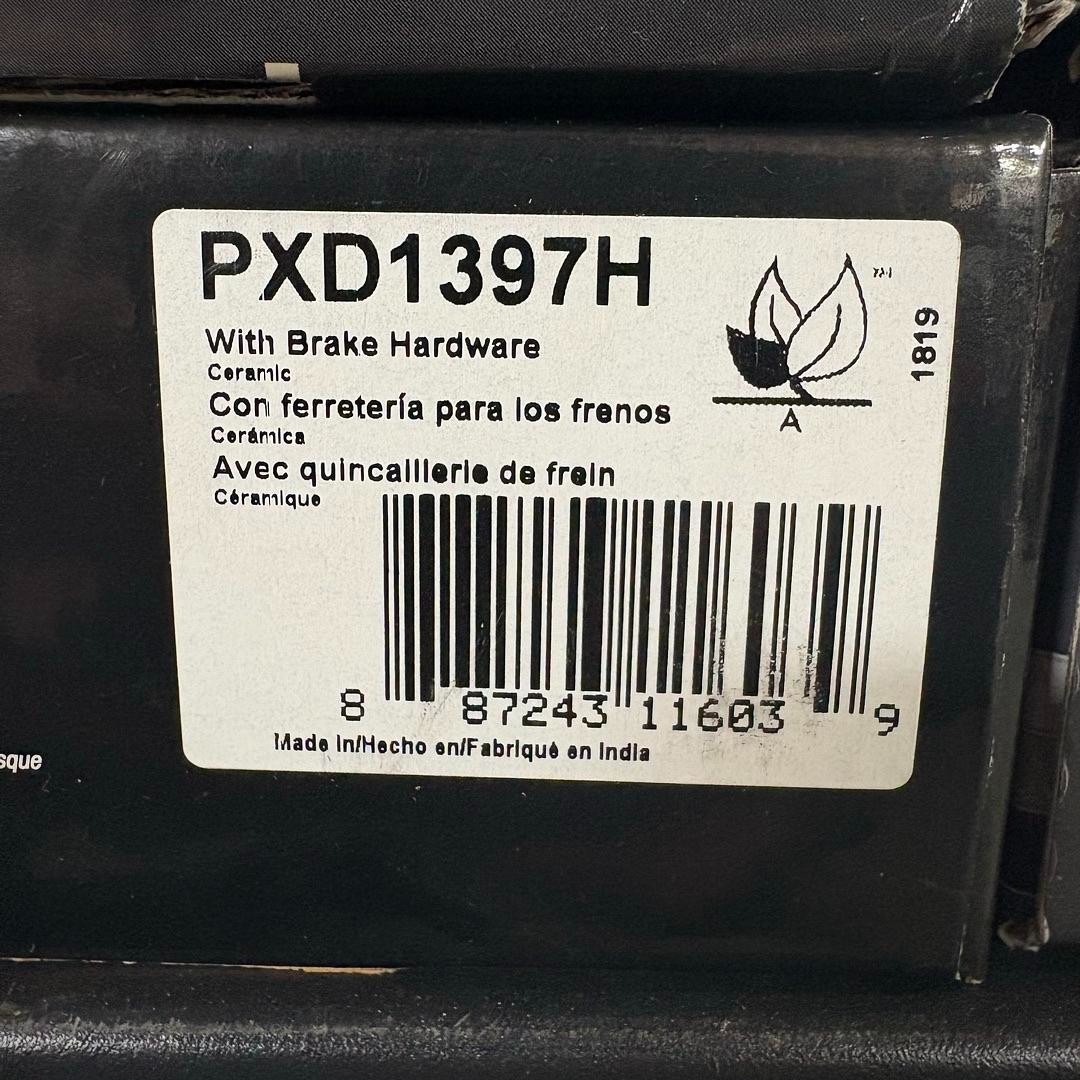 PXD1397H
With Brake Hardware
Ceramic
Con ferretería para los frenos
Cerámica
Avec quincaillerie de frein
Céramique
TM
1819
A
8 87243 11603 9
Made in/Hecho en/Fabriqué en India
sque